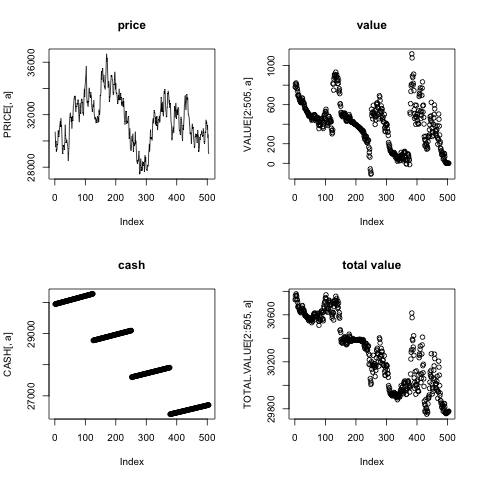 price
PRICE[, a]
36000
32000
28000
0 100 200 300 400 500
Index
value
VALUE[2:505, a]
1000
600
200
0
0 100 200 300 400 500
Index
cash
CASH[, a]
29000
27000
0 100 200 300 400 500
Index
total value
TOTAL.VALUE[2:505, a]
30600
30200
29800
0 100 200 300 400 500
Index